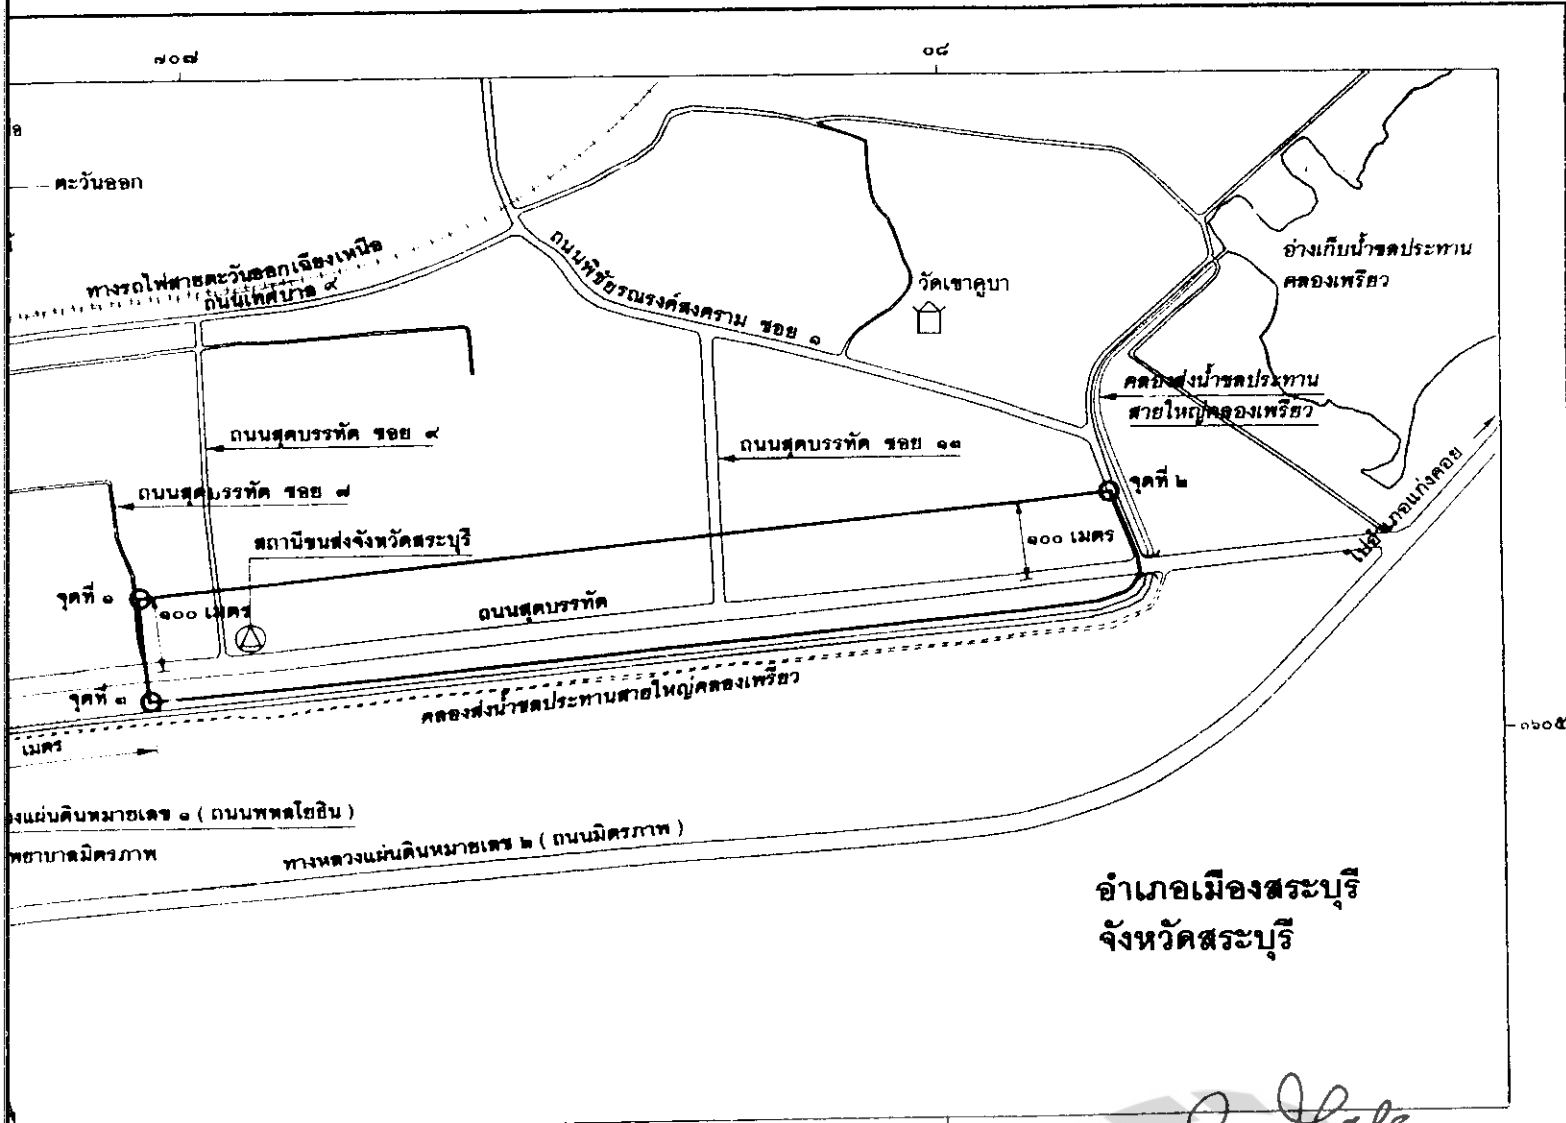 ๗๐๗
๐๘
ตะวันออก
ทางรถไฟสายตะวันออกเฉียงเหนือ
ถนนเทศบาล ๙
ถนนพิชัยรณรงค์สงคราม ซอย ๑
วัดเขาคูบา
อ่างเก็บน้ำชลประทาน
คลองเพรียว
คลองส่งน้ำชลประทาน
สายใหญ่คลองเพรียว
ถนนสุดบรรทัด ซอย ๙
ถนนสุดบรรทัด ซอย ๑๓
ถนนสุดบรรทัด ซอย ๗
จุดที่ ๒
ไปอำเภอแก่งคอย
สถานีขนส่งจังหวัดสระบุรี
๑๐๐ เมตร
จุดที่ ๑
๑๐๐ เมตร
ถนนสุดบรรทัด
จุดที่ ๓
คลองส่งน้ำชลประทานสายใหญ่คลองเพรียว
๑๖๐๕
เมตร
งแผ่นดินหมายเลข ๑ ( ถนนพหลโยธิน )
พยาบาลมิตรภาพ
ทางหลวงแผ่นดินหมายเลข ๒ ( ถนนมิตรภาพ )
อำเภอเมืองสระบุรี
จังหวัดสระบุรี